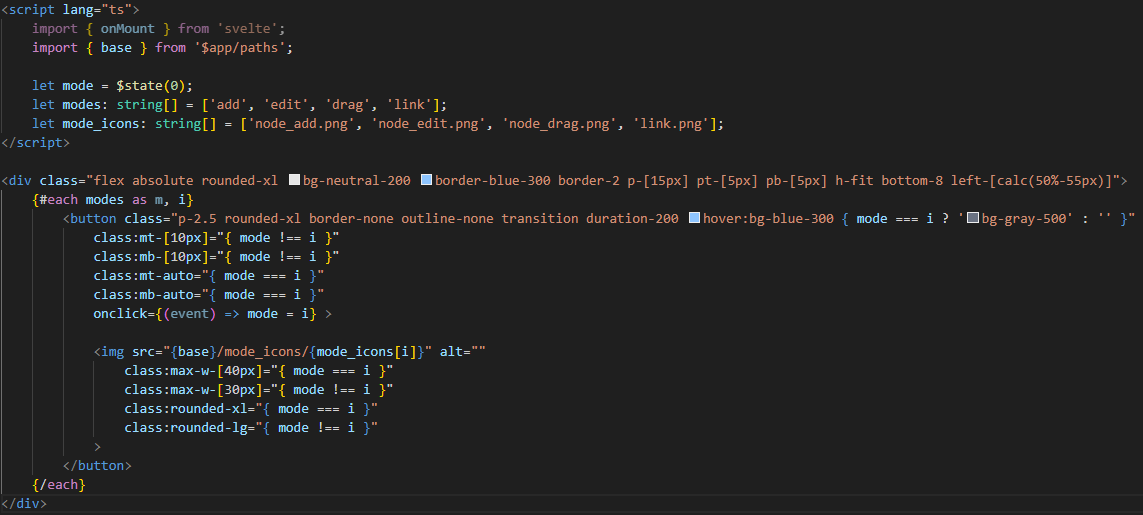 <script lang="ts">
import { onMount } from 'svelte';
import { base } from '$app/paths';
let mode = $state(0);
let modes: string[] = ['add', 'edit', 'drag', 'link'];
let mode_icons: string[] = ['node_add.png', 'node_edit.png', 'node_drag.png', 'link.png'];
</script>
<div class="flex absolute rounded-xl bg-neutral-200 border-blue-300 border-2 p-[15px] pt-[5px] pb-[5px] h-fit bottom-8 left-[calc(50%-55px)]">
{#each modes as m, i}
<button class="p-2.5 rounded-xl border-none outline-none transition duration-200 hover:bg-blue-300 { mode === i ? 'bg-gray-500' : '' }"
class:mt-[10px]="{ mode !== i }"
class:mb-[10px]="{ mode !== i }"
class:mt-auto="{ mode === i }"
class:mb-auto="{ mode === i }"
onclick={(event) => mode = i} >
<img src="{base}/mode_icons/{mode_icons[i]}" alt=""
class:max-w-[40px]="{ mode === i }"
class:max-w-[30px]="{ mode !== i }"
class:rounded-xl="{ mode === i }"
class:rounded-lg="{ mode !== i }"
>
</button>
{/each}
</div>